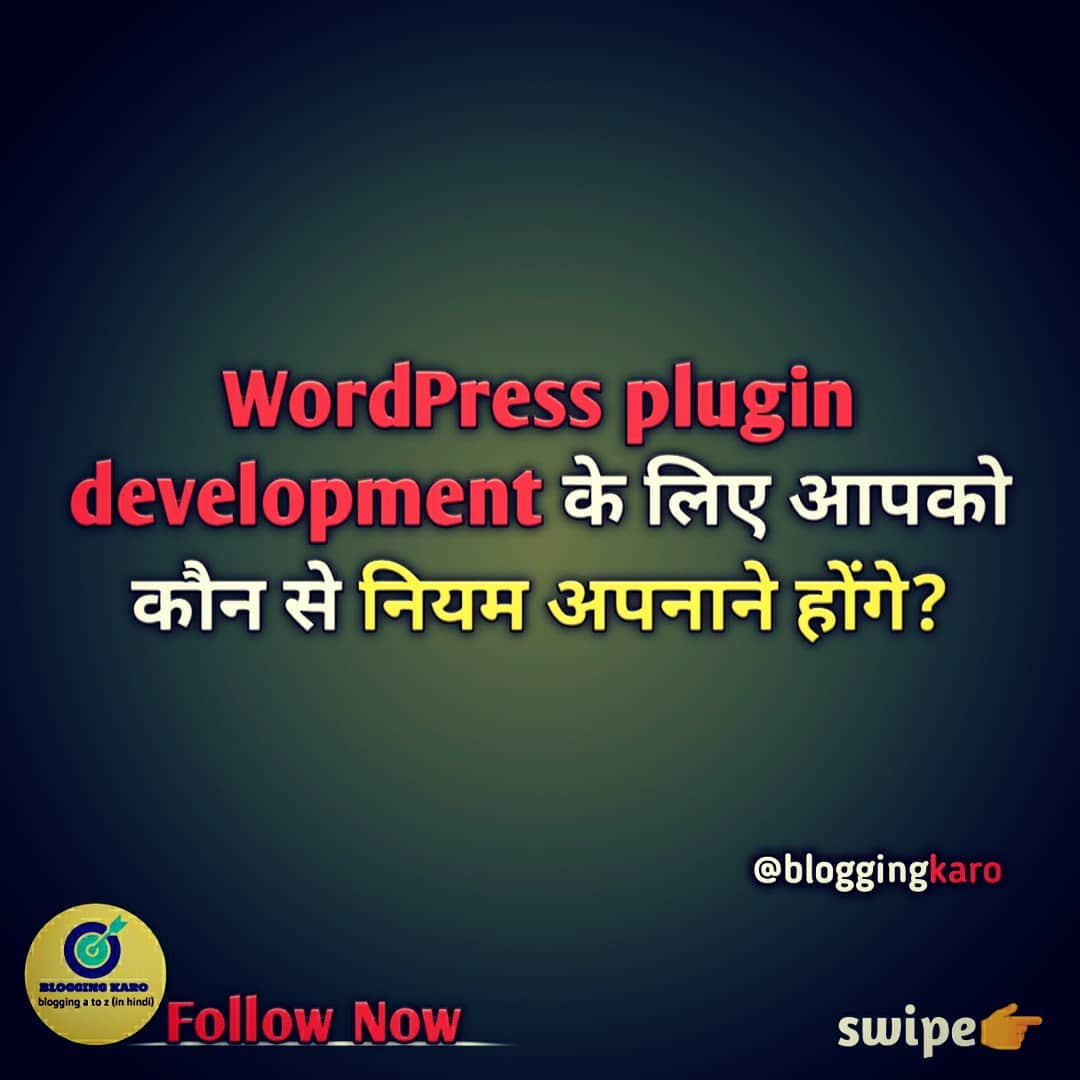 WordPress plugin
development के लिए आपको
कौन से नियम अपनाने होंगे?
@bloggingkaro
BLOGGING KARO
blogging a to z (in hindi)
Follow Now
swipe